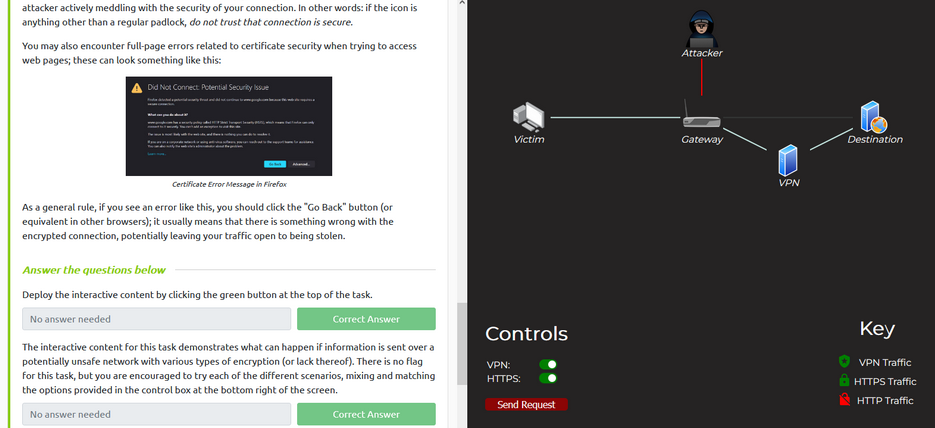 attacker actively meddling with the security of your connection. In other words: if the icon is
anything other than a regular padlock, do not trust that connection is secure.
You may also encounter full-page errors related to certificate security when trying to access
web pages; these can look something like this:
Did Not Connect: Potential Security Issue
What can you do about it?
Go Back
Advanced...
Certificate Error Message in Firefox
As a general rule, if you see an error like this, you should click the "Go Back" button (or
equivalent in other browsers); it usually means that there is something wrong with the
encrypted connection, potentially leaving your traffic open to being stolen.
Answer the questions below
Deploy the interactive content by clicking the green button at the top of the task.
No answer needed
Correct Answer
The interactive content for this task demonstrates what can happen if information is sent over a
potentially unsafe network with various types of encryption (or lack thereof). There is no flag
for this task, but you are encouraged to try each of the different scenarios, mixing and matching
the options provided in the control box at the bottom right of the screen.
No answer needed
Correct Answer
Attacker
Victim
Gateway
Destination
VPN
Controls
VPN:
HTTPS:
Send Request
Key
VPN Traffic
HTTPS Traffic
HTTP Traffic